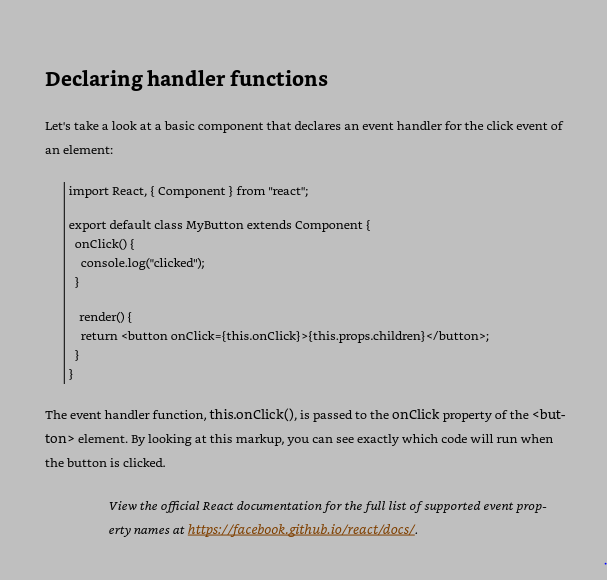 Declaring handler functions
Let's take a look at a basic component that declares an event handler for the click event of
an element:
import React, { Component } from "react";
export default class MyButton extends Component {
onClick() {
console.log("clicked");
}
render() {
return <button onClick={this.onClick}>{this.props.children}</button>;
}
}
The event handler function, this.onClick(), is passed to the onClick property of the <but-
ton> element. By looking at this markup, you can see exactly which code will run when
the button is clicked.
View the official React documentation for the full list of supported event prop-
erty names at https://facebook.github.io/react/docs/.